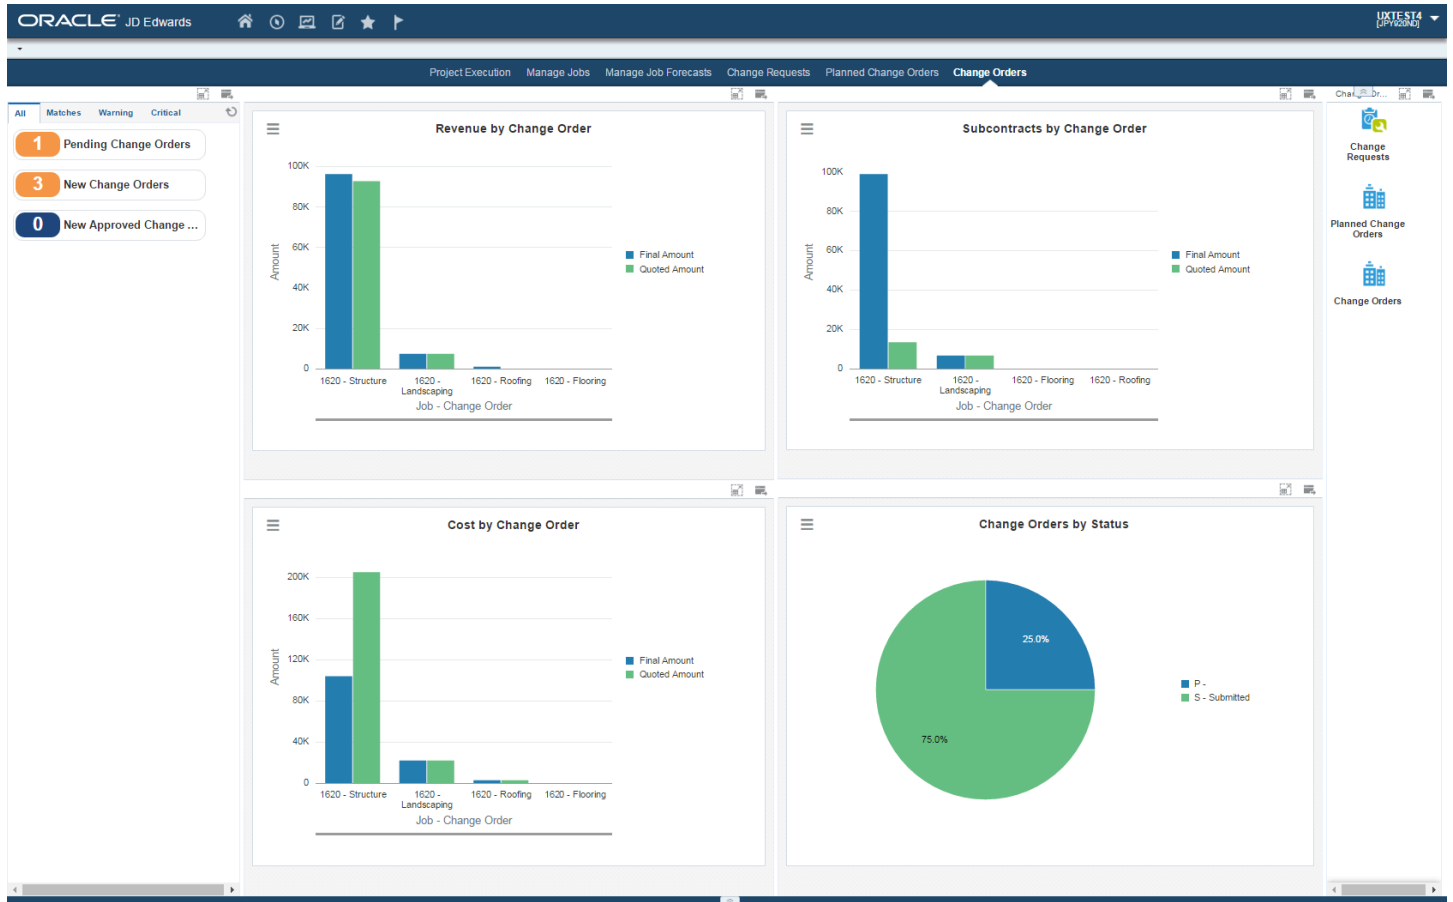 ORACLE JD Edwards
UXTEST4
[JPY920ND]
Project Execution Manage Jobs Manage Job Forecasts Change Requests Planned Change Orders Change Orders
All Matches Warning Critical
1 Pending Change Orders
3 New Change Orders
0 New Approved Change ...
Revenue by Change Order
100K
80K
60K
40K
20K
0
Amount
1620 - Structure
1620 - Landscaping
1620 - Roofing
1620 - Flooring
Job - Change Order
Final Amount
Quoted Amount
Subcontracts by Change Order
100K
80K
60K
40K
20K
0
Amount
1620 - Structure
1620 - Landscaping
1620 - Flooring
1620 - Roofing
Job - Change Order
Final Amount
Quoted Amount
Cost by Change Order
200K
160K
120K
80K
40K
0
Amount
1620 - Structure
1620 - Landscaping
1620 - Roofing
1620 - Flooring
Job - Change Order
Final Amount
Quoted Amount
Change Orders by Status
25.0%
75.0%
P -
S - Submitted
Change
Requests
Planned Change
Orders
Change Orders